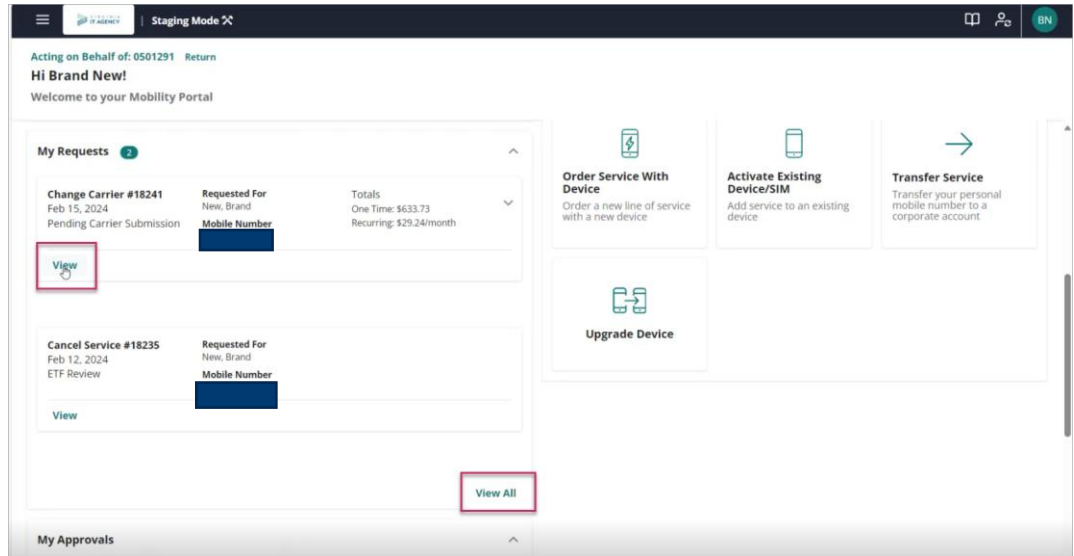 VIRGINIA
IT AGENCY
| Staging Mode
BN
Acting on Behalf of: 0501291 Return
Hi Brand New!
Welcome to your Mobility Portal
My Requests 2
Change Carrier #18241
Feb 15, 2024
Pending Carrier Submission
Requested For
New, Brand
Mobile Number
Totals
One Time: $633.73
Recurring: $29.24/month
View
Cancel Service #18235
Feb 12, 2024
ETF Review
Requested For
New, Brand
Mobile Number
View
View All
My Approvals
Order Service With
Device
Order a new line of service
with a new device
Activate Existing
Device/SIM
Add service to an existing
device
Transfer Service
Transfer your personal
mobile number to a
corporate account
Upgrade Device